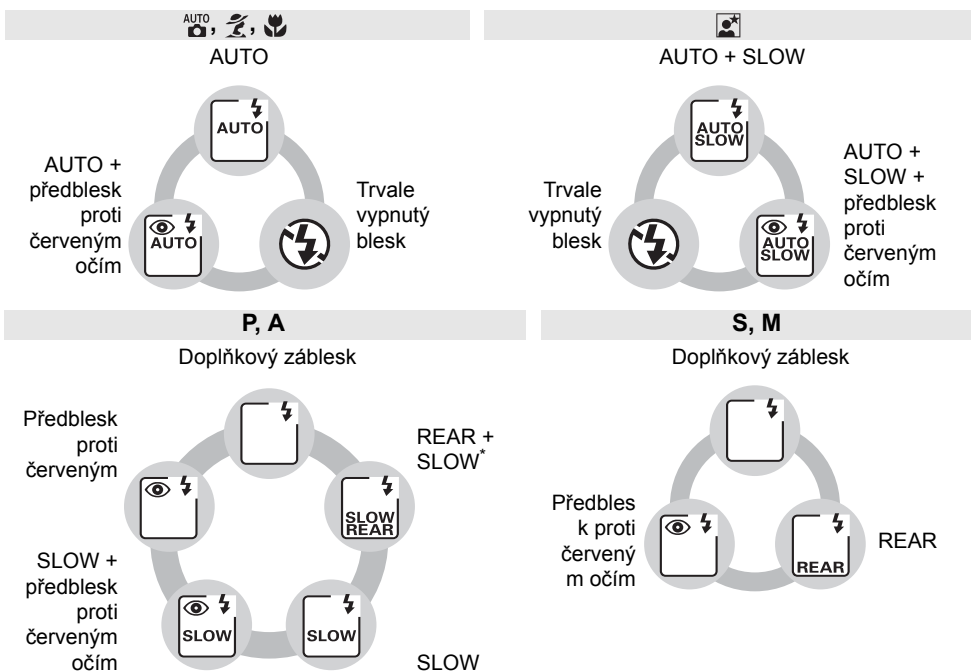 AUTO
AUTO
AUTO
AUTO +
předblesk
proti
červeným
očím
AUTO
Trvale
vypnutý
blesk
AUTO + SLOW
AUTO
SLOW
Trvale
vypnutý
blesk
AUTO
SLOW
AUTO +
SLOW +
předblesk
proti
červeným
očím
P, A
Doplňkový záblesk
Předblesk
proti
červeným
REAR +
SLOW*
SLOW
REAR
SLOW +
předblesk
proti
červeným
očím
SLOW
SLOW
SLOW
S, M
Doplňkový záblesk
Předbles
k proti
červený
m očím
REAR
REAR